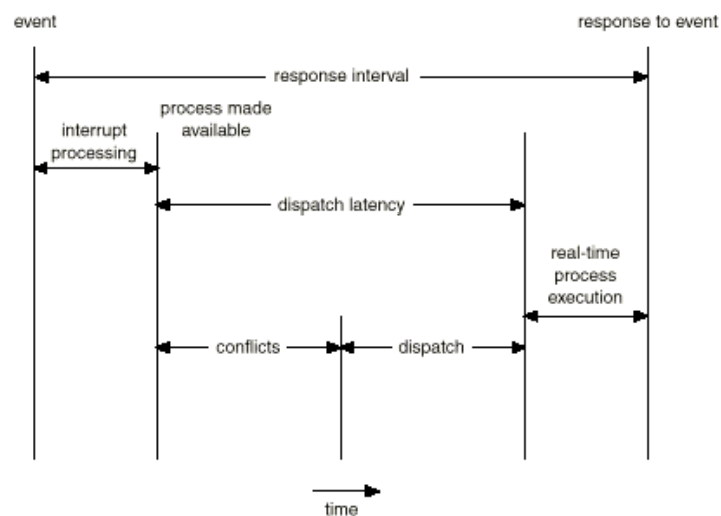 event
response to event
response interval
process made
available
interrupt
processing
dispatch latency
real-time
process
execution
conflicts
dispatch
time